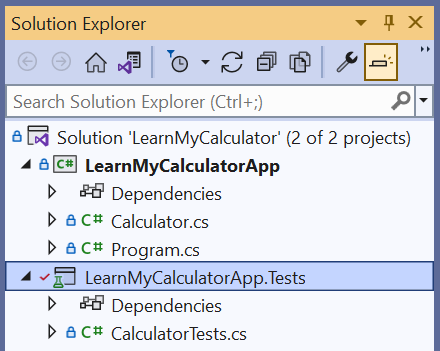 Solution Explorer
Search Solution Explorer (Ctrl+;)
Solution 'LearnMyCalculator' (2 of 2 projects)
C# LearnMyCalculatorApp
Dependencies
C# Calculator.cs
C# Program.cs
LearnMyCalculatorApp.Tests
Dependencies
C# CalculatorTests.cs